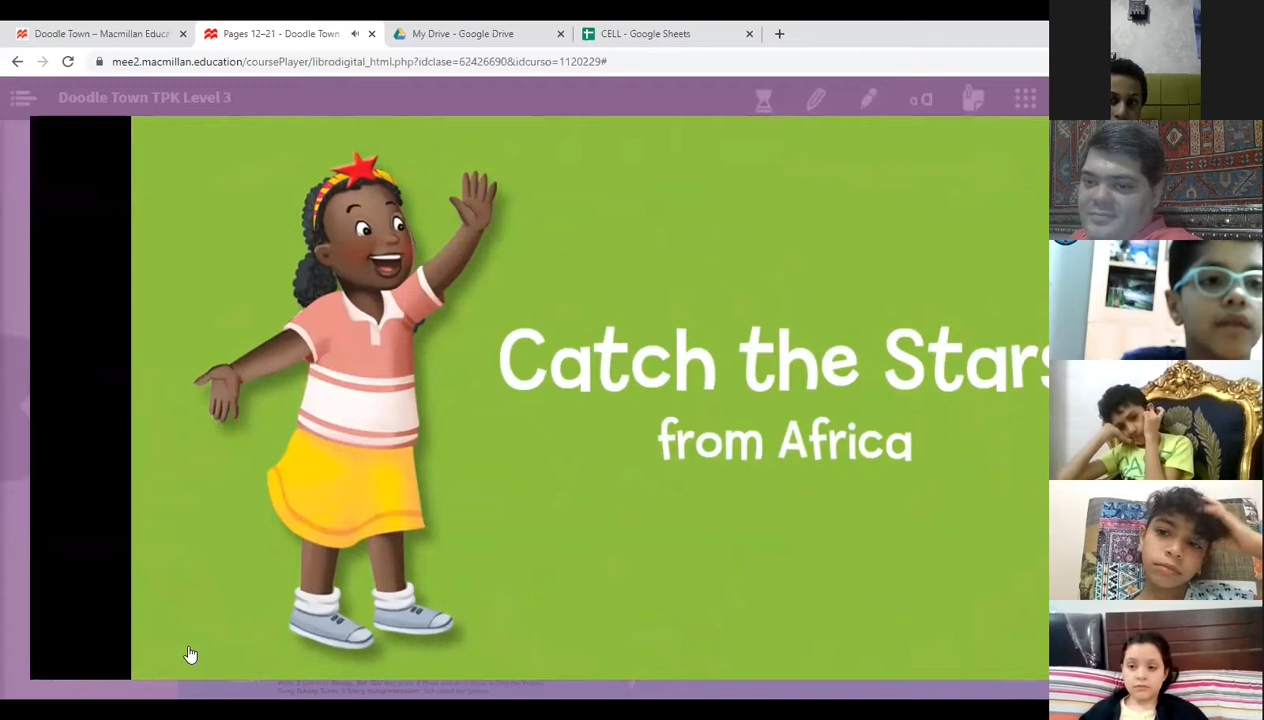 Doodle Town – Macmillan Educa
Pages 12–21 - Doodle Town
My Drive - Google Drive
CELL - Google Sheets
mee2.macmillan.education/coursePlayer/librodigital_html.php?idclase=62426690&idcurso=1120229#
Doodle Town TPK Level 3
a a
Catch the Stars
from Africa